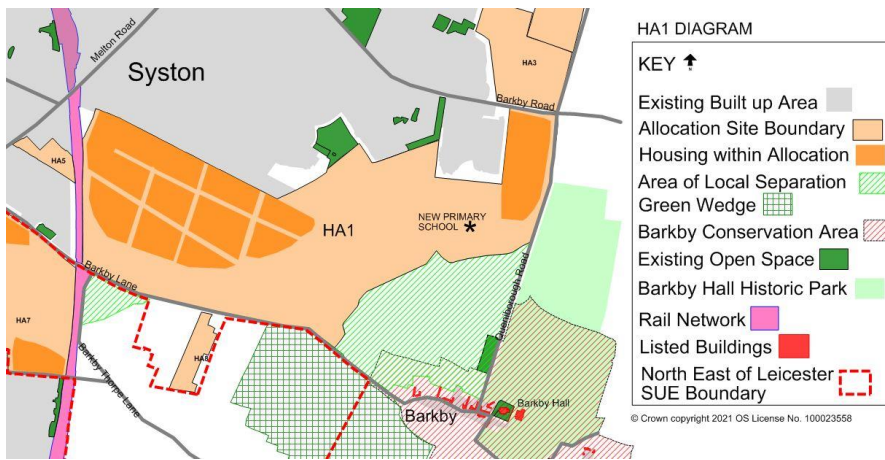 HA1 DIAGRAM
KEY
N
Existing Built up Area
Allocation Site Boundary
Housing within Allocation
Area of Local Separation
Green Wedge
Barkby Conservation Area
Existing Open Space
Barkby Hall Historic Park
Rail Network
Listed Buildings
North East of Leicester
SUE Boundary
© Crown copyright 2021 OS License No. 100023558
Melton Road
Syston
HA3
Barkby Road
HA5
NEW PRIMARY
SCHOOL
HA1
Barkby Lane
Queniborough Road
HA7
HA8
Barkby Thorpe Lane
Barkby Hall
Barkby